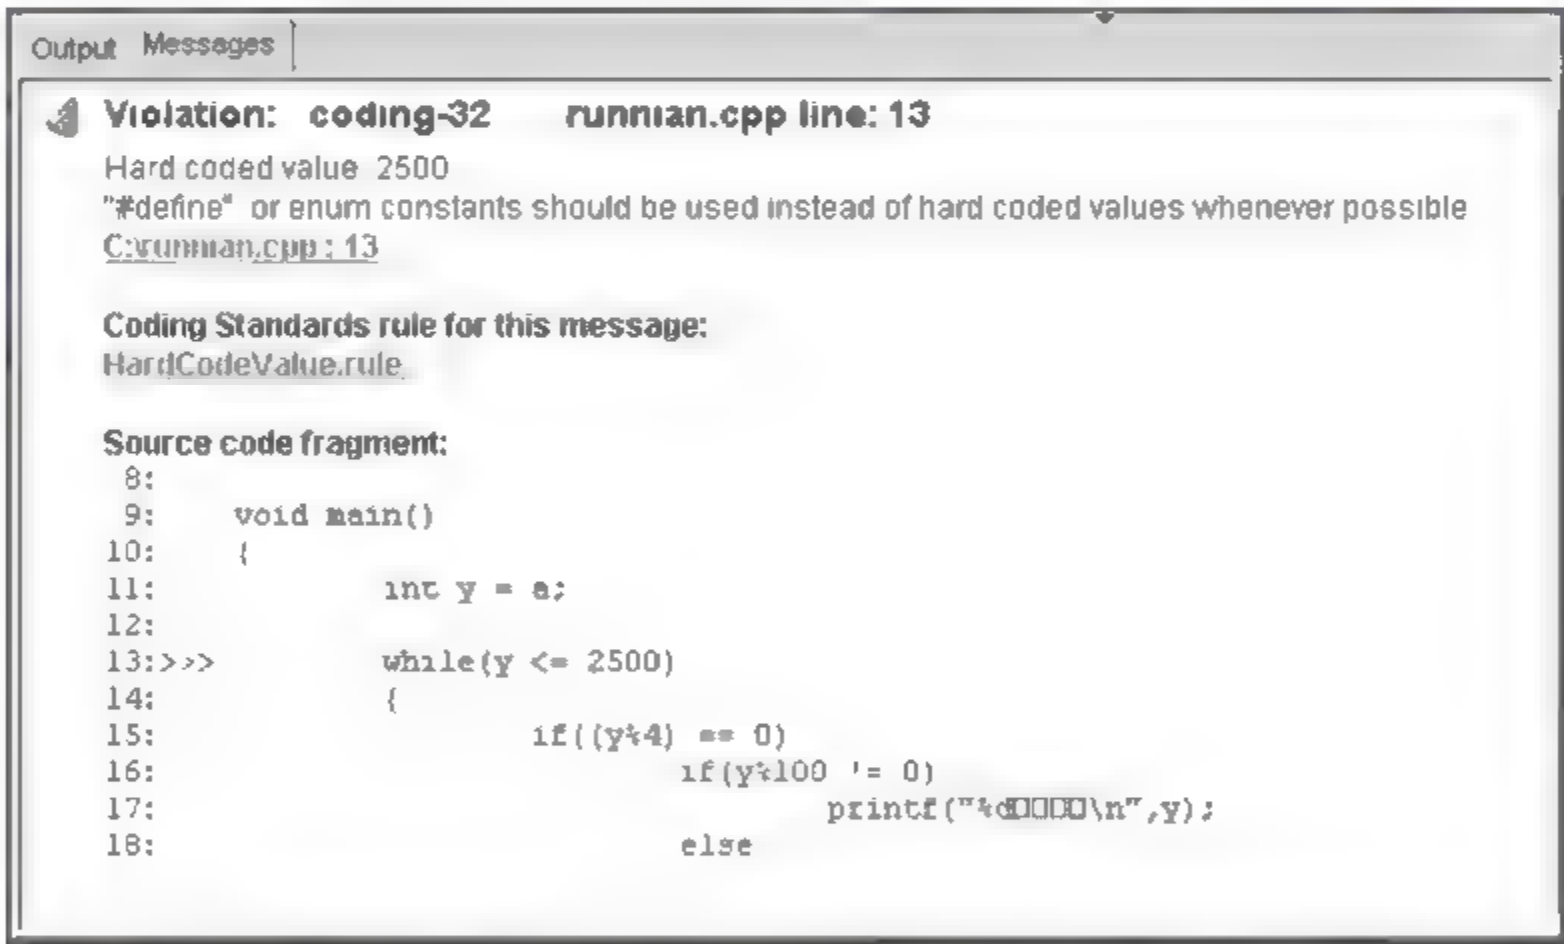 Output Messages
Violation: coding-32 runnian.cpp line: 13
Hard coded value 2500
"#define" or enum constants should be used instead of hard coded values whenever possible
C:\runnian.cpp : 13
Coding Standards rule for this message:
HardCodeValue.rule
Source code fragment:
8:
9: void main()
10: {
11: int y = a;
12:
13:>>> while(y <= 2500)
14: {
15: if((y%4) == 0)
16: if(y%100 != 0)
17: printf("%d□□□□\n",y);
18: else